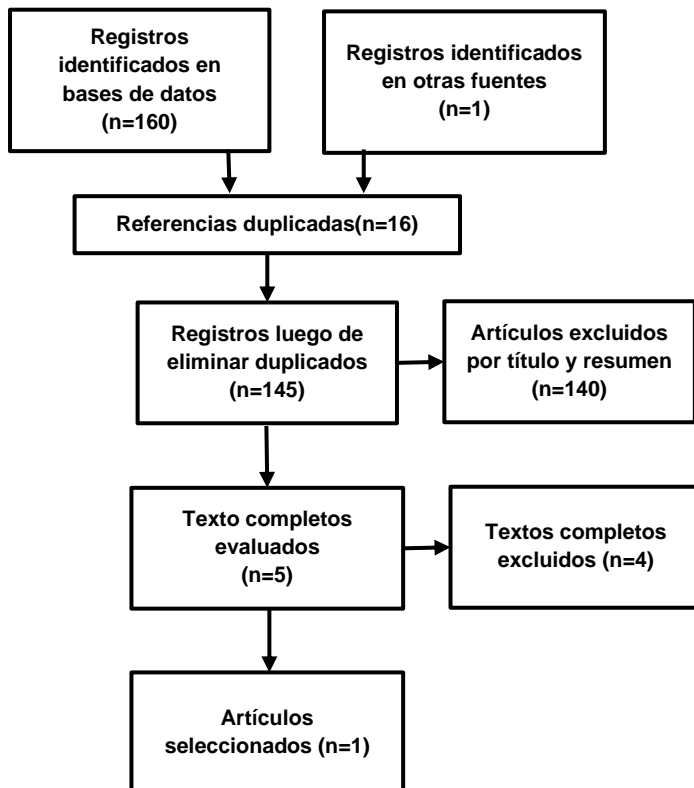 Registros
identificados en
bases de datos
(n=160)
Registros identificados
en otras fuentes
(n=1)
Referencias duplicadas(n=16)
Registros luego de
eliminar duplicados
(n=145)
Artículos excluidos
por título y resumen
(n=140)
Texto completos
evaluados
(n=5)
Textos completos
excluidos (n=4)
Artículos
seleccionados (n=1)